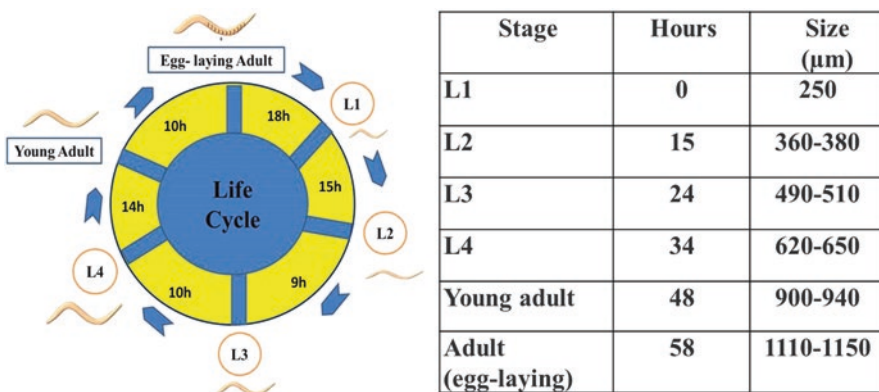 Egg- laying Adult
18h
L1
15h
L2
9h
L3
10h
L4
14h
Young Adult
10h
Life
Cycle
Stage Hours Size
(µm)
L1 0 250
L2 15 360-380
L3 24 490-510
L4 34 620-650
Young adult 48 900-940
Adult 58 1110-1150
(egg-laying)